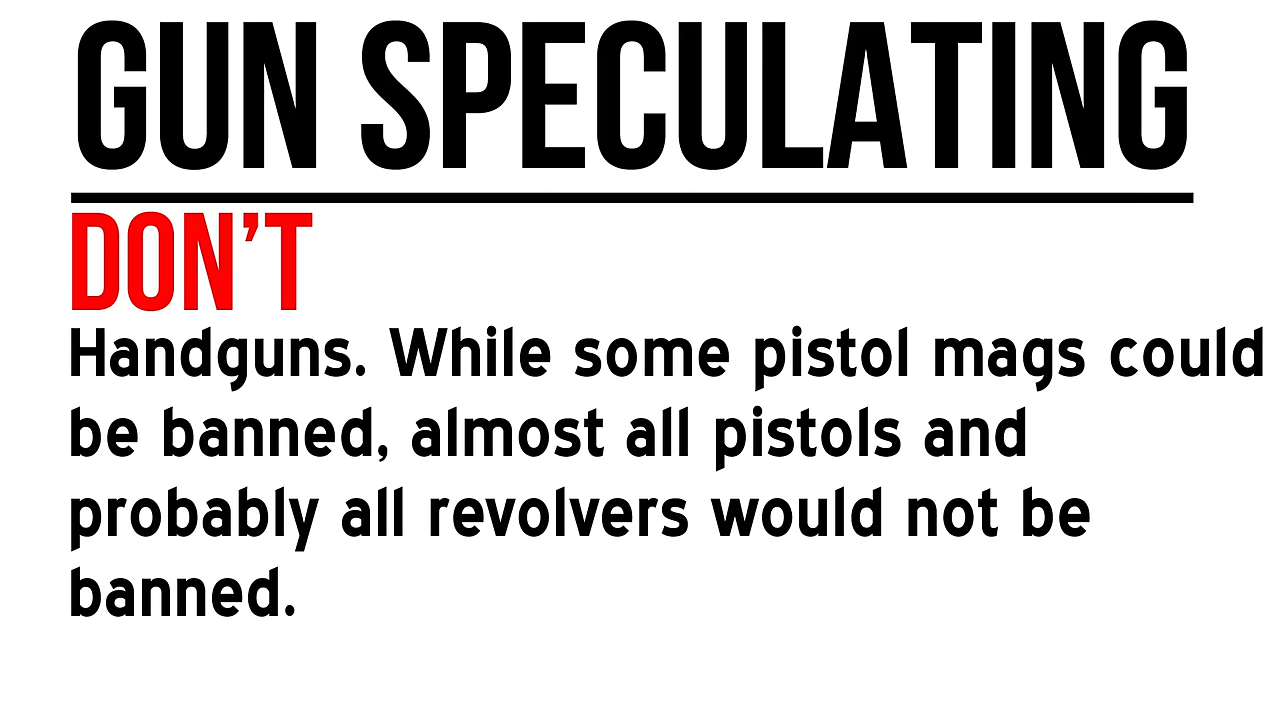 GUN SPECULATING
DON'T
Handguns. While some pistol mags could
be banned, almost all pistols and
probably all revolvers would not be
banned.